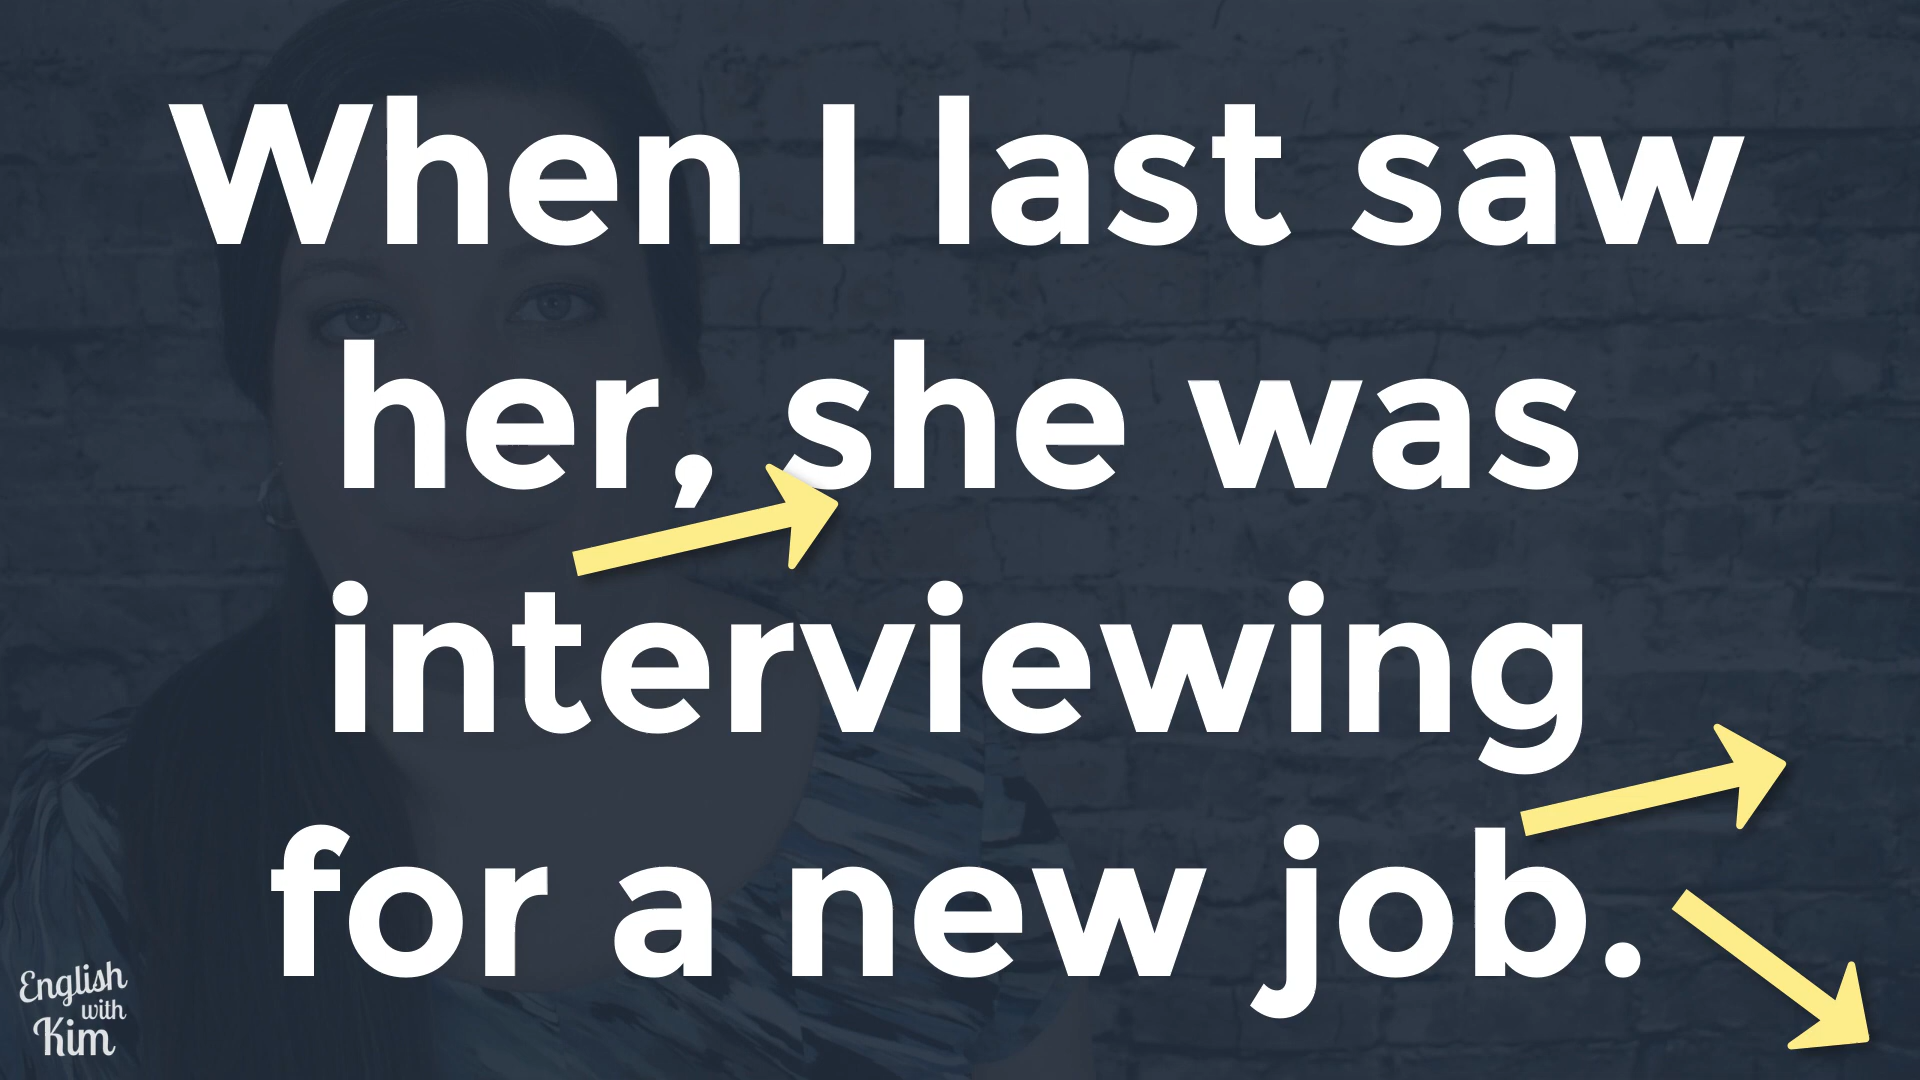 When I last saw
her, she was
interviewing
for a new job.
English
with
Kim